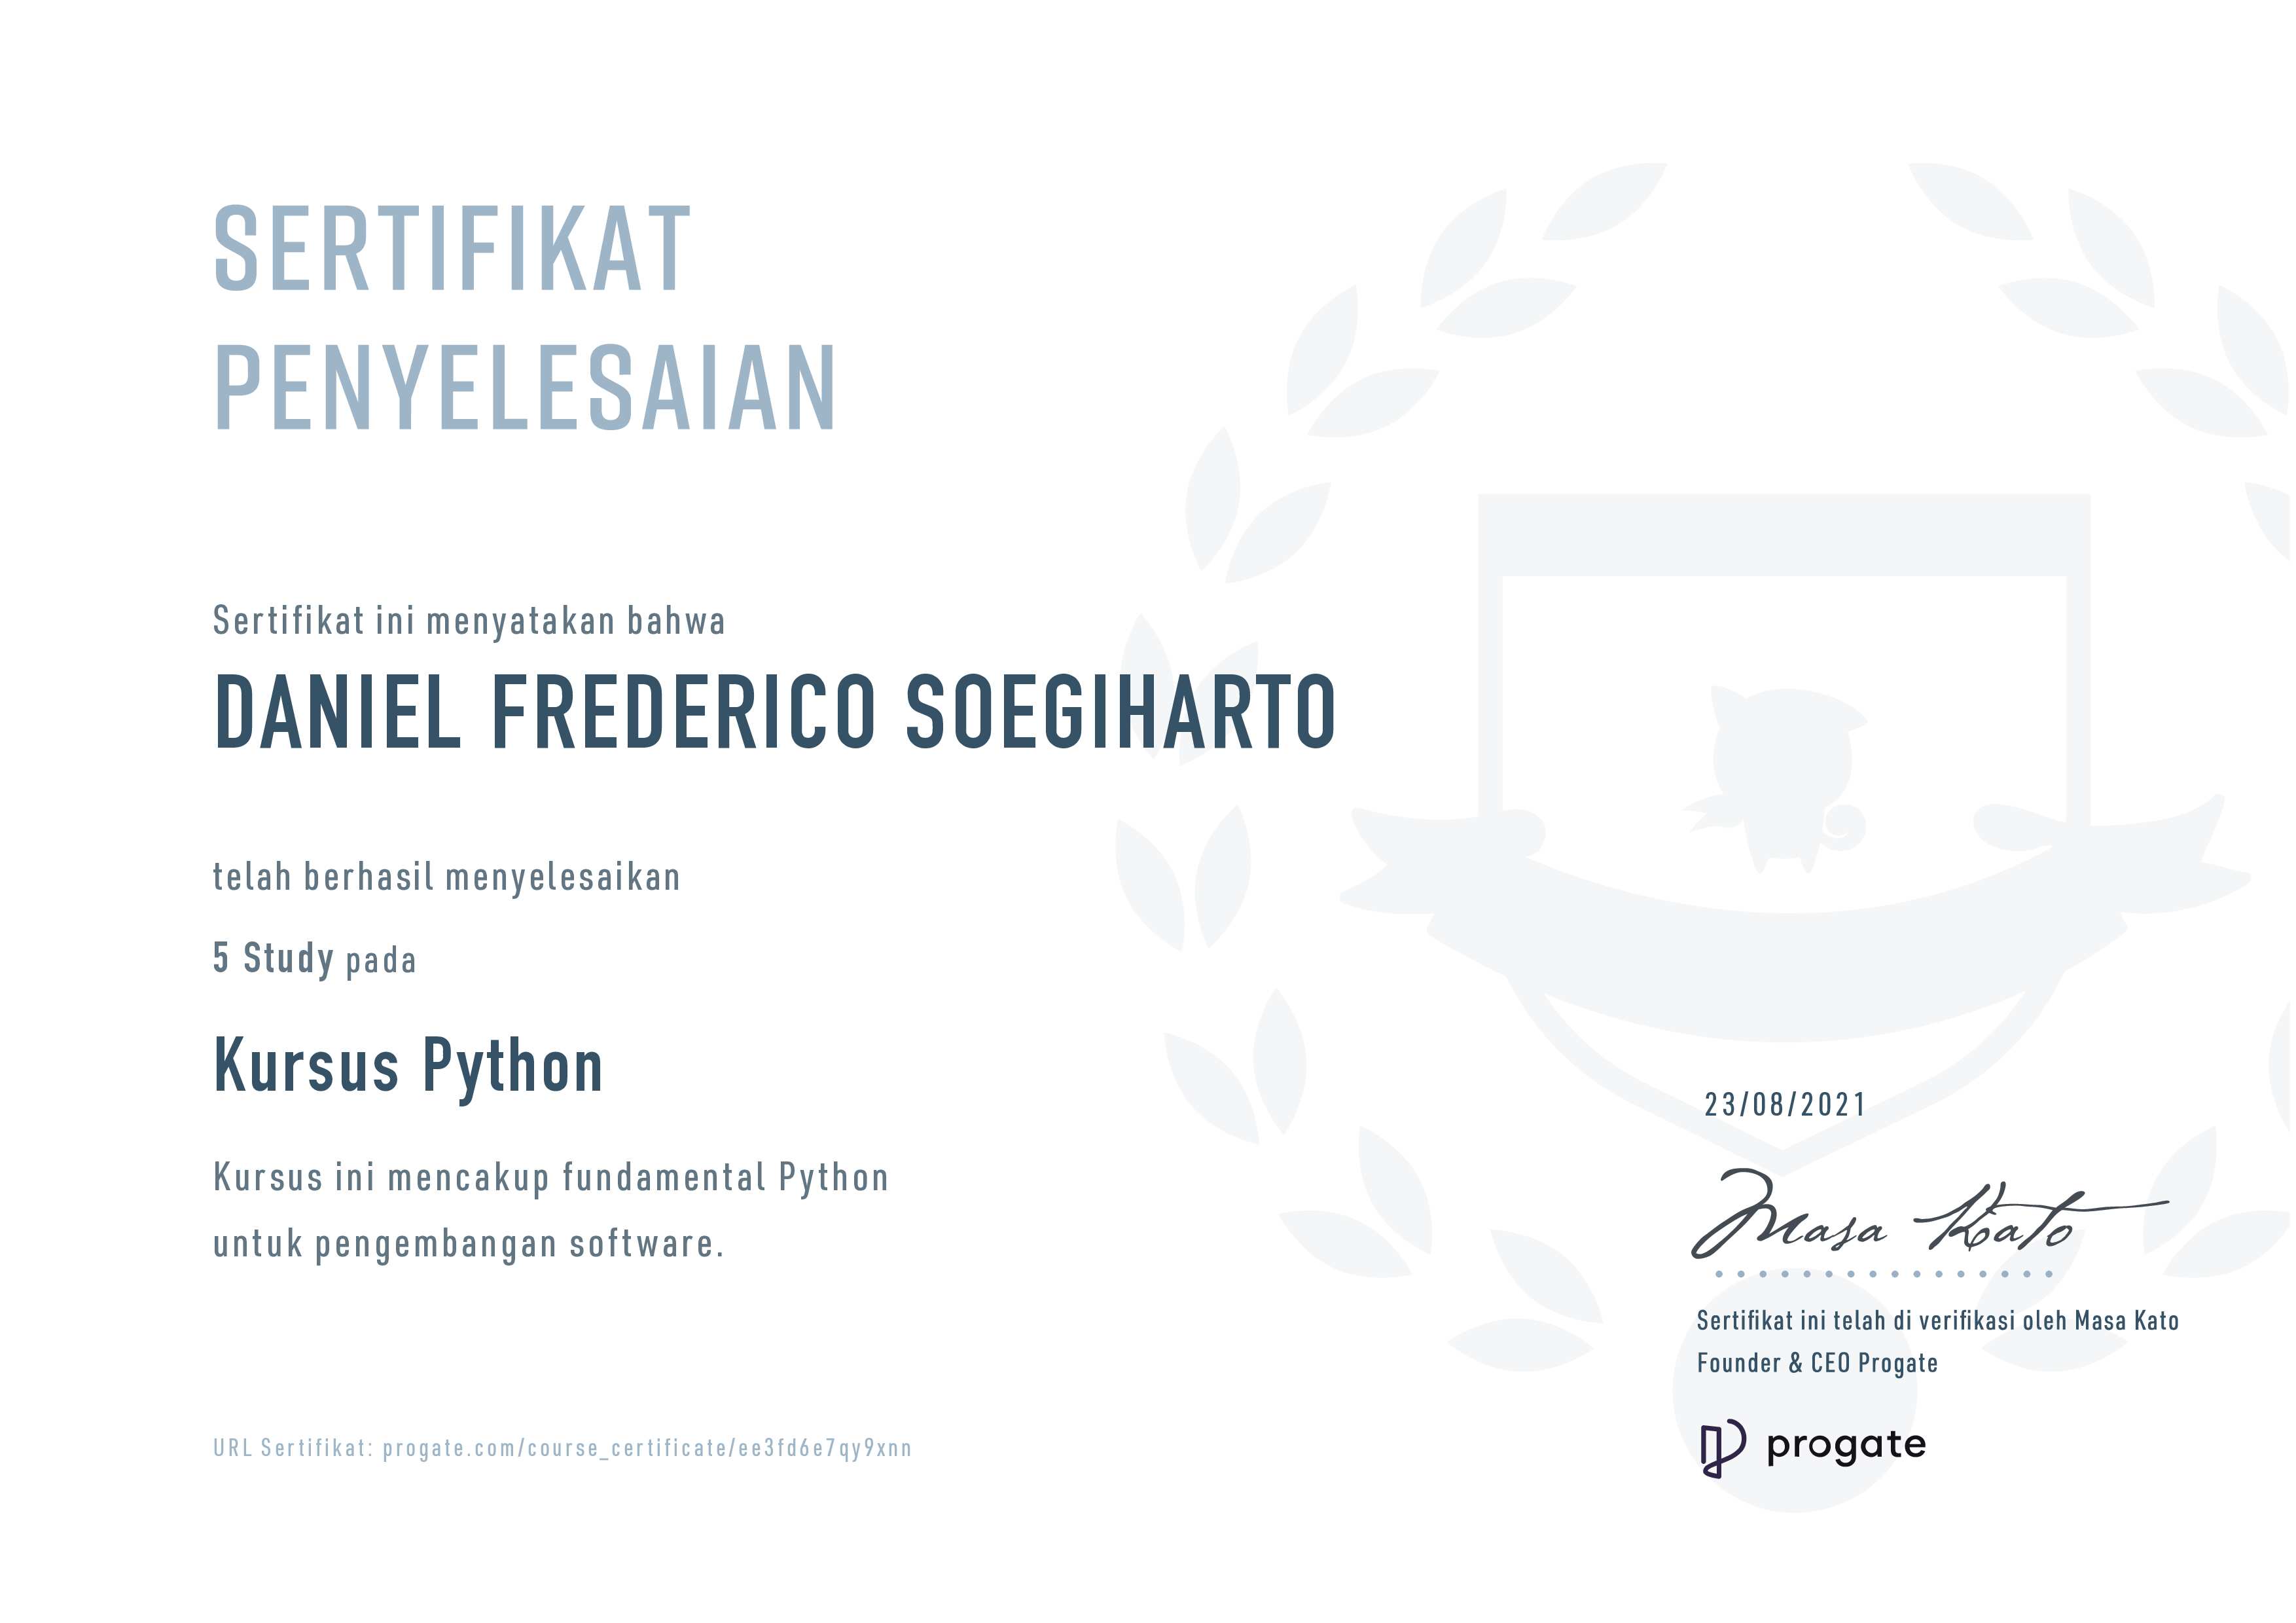 SERTIFIKAT
PENYELESAIAN
Sertifikat ini menyatakan bahwa
DANIEL FREDERICO SOEGIHARTO
telah berhasil menyelesaikan
5 Study pada
Kursus Python
Kursus ini mencakup fundamental Python
untuk pengembangan software.
URL Sertifikat: progate.com/course_certificate/ee3fd6e7qy9xnn
23/08/2021
Masa Kato
Sertifikat ini telah di verifikasi oleh Masa Kato
Founder & CEO Progate
progate